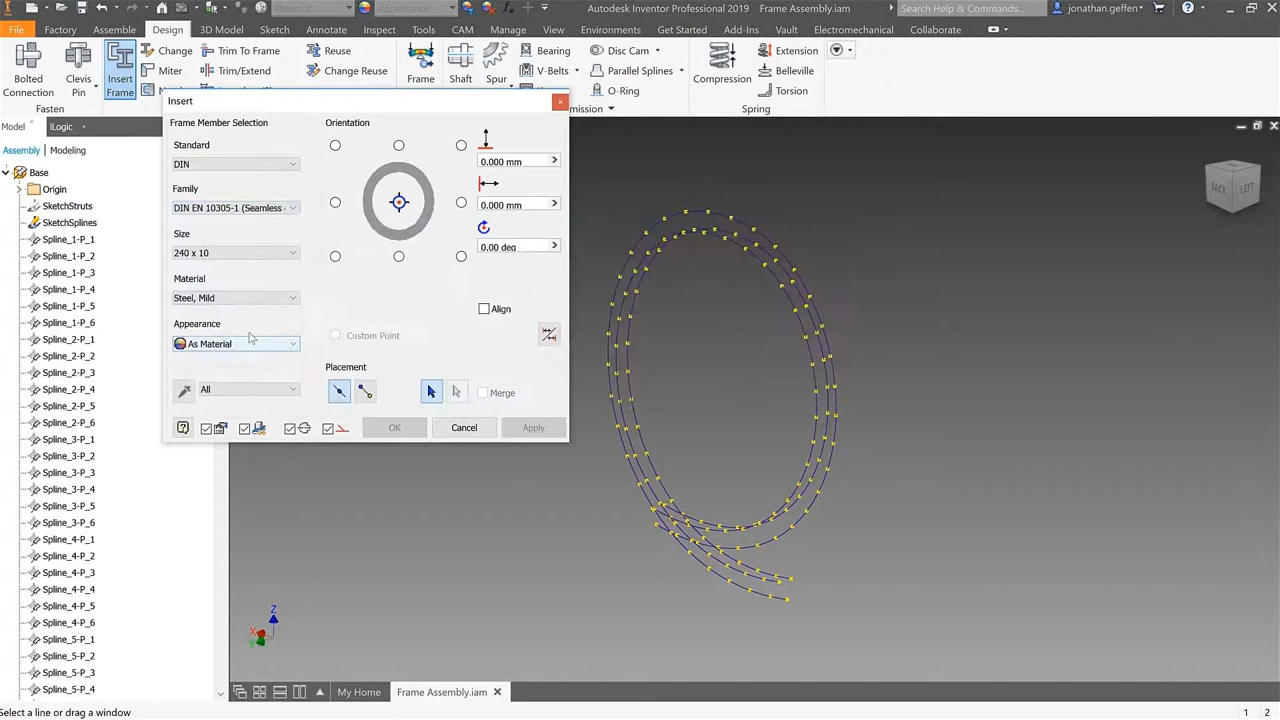 Material
Appearance
Autodesk Inventor Professional 2019 Frame Assembly.iam
Search Help & Commands...
jonathan.geffen
File Factory Assemble Design 3D Model Sketch Annotate Inspect Tools CAM Manage View Environments Get Started Add-Ins Vault Electromechanical Collaborate
Bolted Connection
Clevis Pin
Insert Frame
Change
Miter
Trim To Frame
Trim/Extend
Reuse
Change Reuse
Frame
Shaft
Spur
Bearing
V-Belts
Disc Cam
Parallel Splines
O-Ring
Compression
Extension
Belleville
Torsion
Fasten
Spring
Model
iLogic
Assembly Modeling
Base
Origin
SketchStruts
SketchSplines
Spline_1-P_1
Spline_1-P_2
Spline_1-P_3
Spline_1-P_4
Spline_1-P_5
Spline_1-P_6
Spline_2-P_1
Spline_2-P_2
Spline_2-P_3
Spline_2-P_4
Spline_2-P_5
Spline_2-P_6
Spline_3-P_1
Spline_3-P_2
Spline_3-P_3
Spline_3-P_4
Spline_3-P_5
Spline_3-P_6
Spline_4-P_1
Spline_4-P_2
Spline_4-P_3
Spline_4-P_4
Spline_4-P_5
Spline_4-P_6
Spline_5-P_1
Spline_5-P_2
Spline_5-P_3
Spline_5-P_4
Insert
Frame Member Selection
Standard
DIN
Family
DIN EN 10305-1 (Seamless
Size
240 x 10
Material
Steel, Mild
Appearance
As Material
All
Orientation
0.000 mm
0.000 mm
0.00 deg
Align
Custom Point
Placement
Merge
OK
Cancel
Apply
BACK
LEFT
Z
X
My Home
Frame Assembly.iam
Select a line or drag a window
1 2